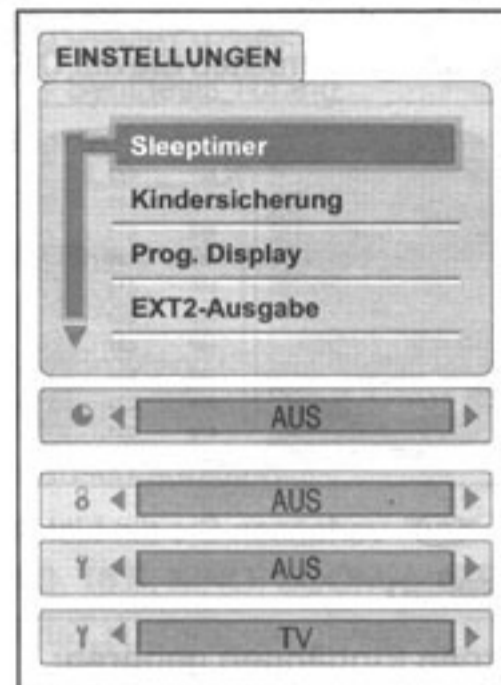 EINSTELLUNGEN
Sleeptimer
Kindersicherung
Prog. Display
EXT2-Ausgabe
AUS
AUS
AUS
TV